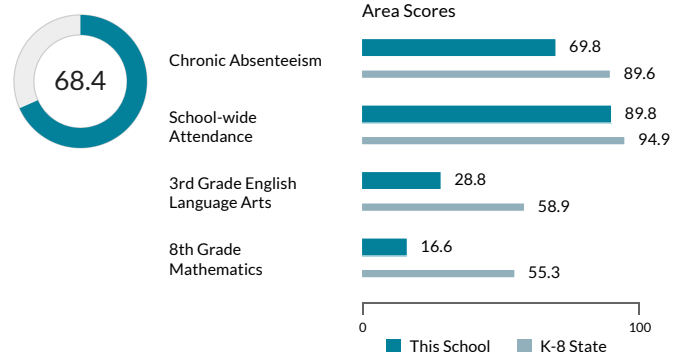 Area Scores
68.4
Chronic Absenteeism
69.8
89.6
School-wide
Attendance
89.8
94.9
3rd Grade English
Language Arts
28.8
58.9
8th Grade
Mathematics
16.6
55.3
0
100
This School
K-8 State